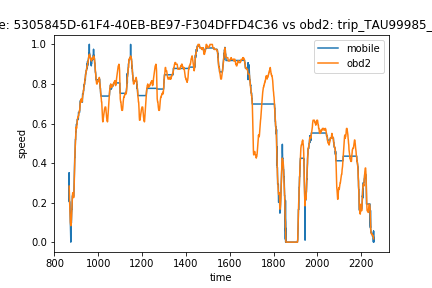 e: 5305845D-61F4-40EB-BE97-F304DFFD4C36 vs obd2: trip_TAU99985_
mobile
obd2
1.0
0.8
0.6
0.4
0.2
0.0
speed
800 1000 1200 1400 1600 1800 2000 2200
time